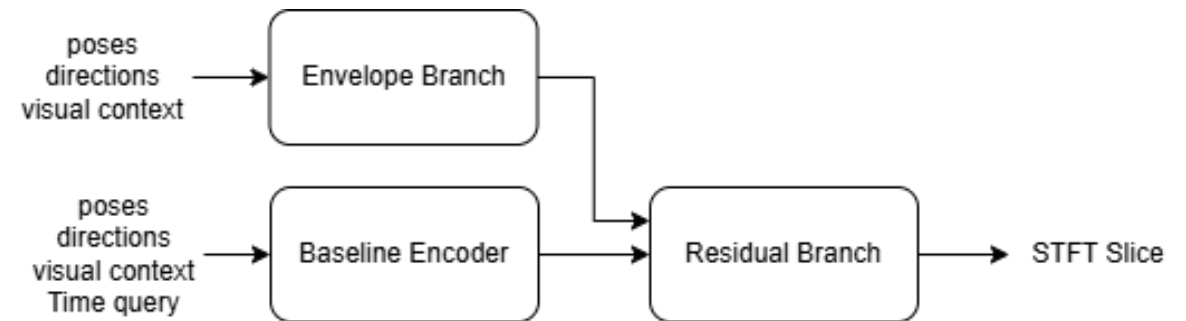 poses
directions
visual context
Envelope Branch
poses
directions
visual context
Time query
Baseline Encoder
Residual Branch
STFT Slice